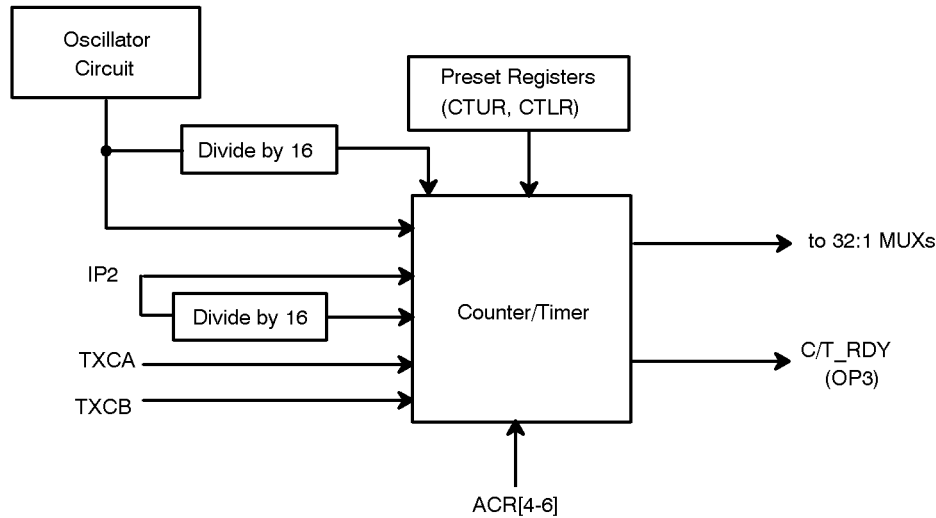 Oscillator
Circuit
Preset Registers
(CTUR, CTLR)
Divide by 16
to 32:1 MUXs
IP2
Divide by 16
Counter/Timer
TXCA
C/T_RDY
(OP3)
TXCB
ACR[4-6]